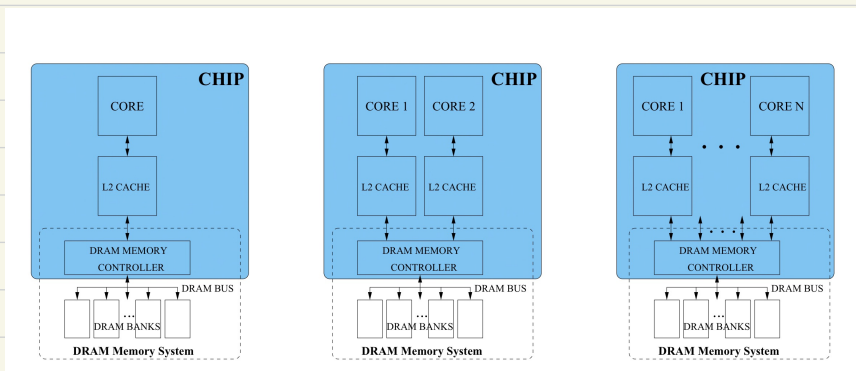 CHIP
CORE
L2 CACHE
DRAM MEMORY
CONTROLLER
DRAM BUS
...
DRAM BANKS
DRAM Memory System
CHIP
CORE 1 CORE 2
L2 CACHE L2 CACHE
DRAM MEMORY
CONTROLLER
DRAM BUS
...
DRAM BANKS
DRAM Memory System
CHIP
CORE 1 CORE N
. . .
L2 CACHE L2 CACHE
. . .
DRAM MEMORY
CONTROLLER
DRAM BUS
...
DRAM BANKS
DRAM Memory System